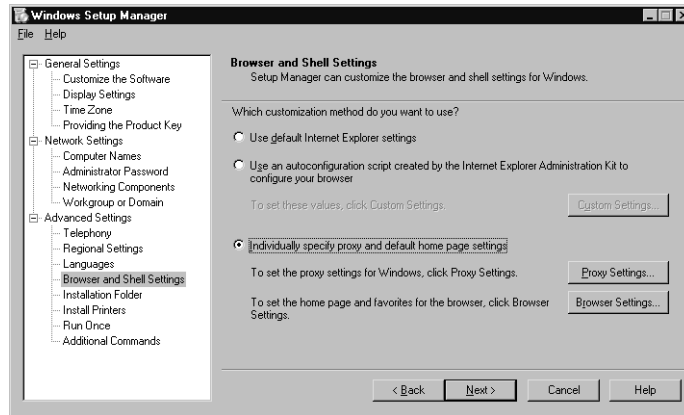 Windows Setup Manager
File Help
General Settings
Customize the Software
Display Settings
Time Zone
Providing the Product Key
Network Settings
Computer Names
Administrator Password
Networking Components
Workgroup or Domain
Advanced Settings
Telephony
Regional Settings
Languages
Browser and Shell Settings
Installation Folder
Install Printers
Run Once
Additional Commands
Browser and Shell Settings
Setup Manager can customize the browser and shell settings for Windows.
Which customization method do you want to use?
Use default Internet Explorer settings
Use an autoconfiguration script created by the Internet Explorer Administration Kit to
configure your browser
To set these values, click Custom Settings.
Custom Settings...
Individually specify proxy and default home page settings
To set the proxy settings for Windows, click Proxy Settings.
Proxy Settings...
To set the home page and favorites for the browser, click Browser
Settings.
Browser Settings...
< Back Next > Cancel Help